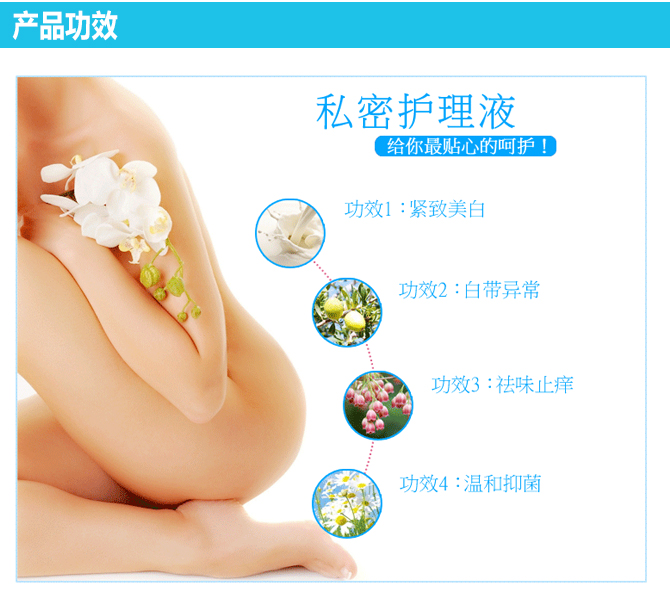 产品功效
私密护理液
给你最贴心的呵护！
功效1：紧致美白
功效2：白带异常
功效3：祛味止痒
功效4：温和抑菌